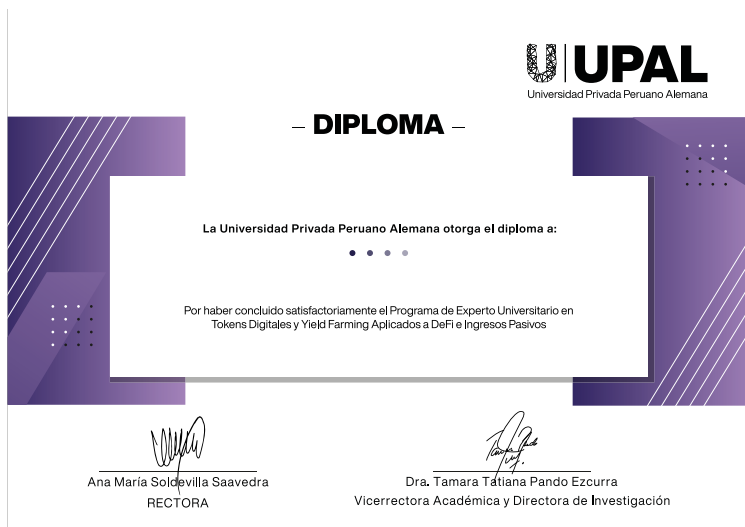 UPAL
Universidad Privada Peruano Alemana
– DIPLOMA –
La Universidad Privada Peruano Alemana otorga el diploma a:
Por haber concluido satisfactoriamente el Programa de Experto Universitario en
Tokens Digitales y Yield Farming Aplicados a DeFi e Ingresos Pasivos
Ana María Soldevilla Saavedra
RECTORA
Dra. Tamara Tatiana Pando Ezcurra
Vicerrectora Académica y Directora de Investigación